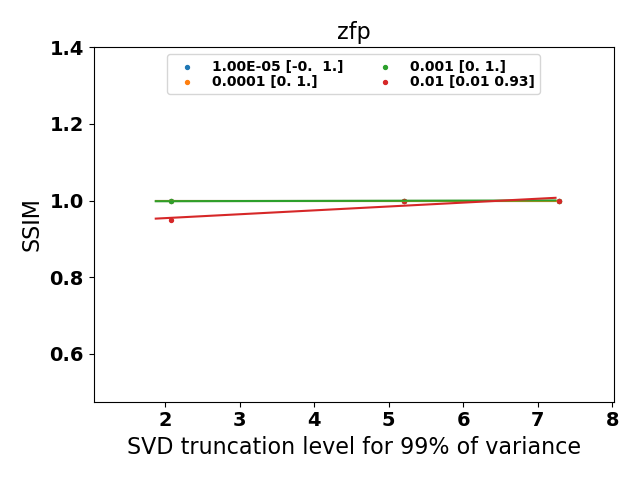 zfp
1.4
1.00E-05 [-0.  1.]
0.001 [0. 1.]
0.0001 [0. 1.]
0.01 [0.01 0.93]
1.2
1.0
0.8
0.6
SSIM
2 3 4 5 6 7 8
SVD truncation level for 99% of variance